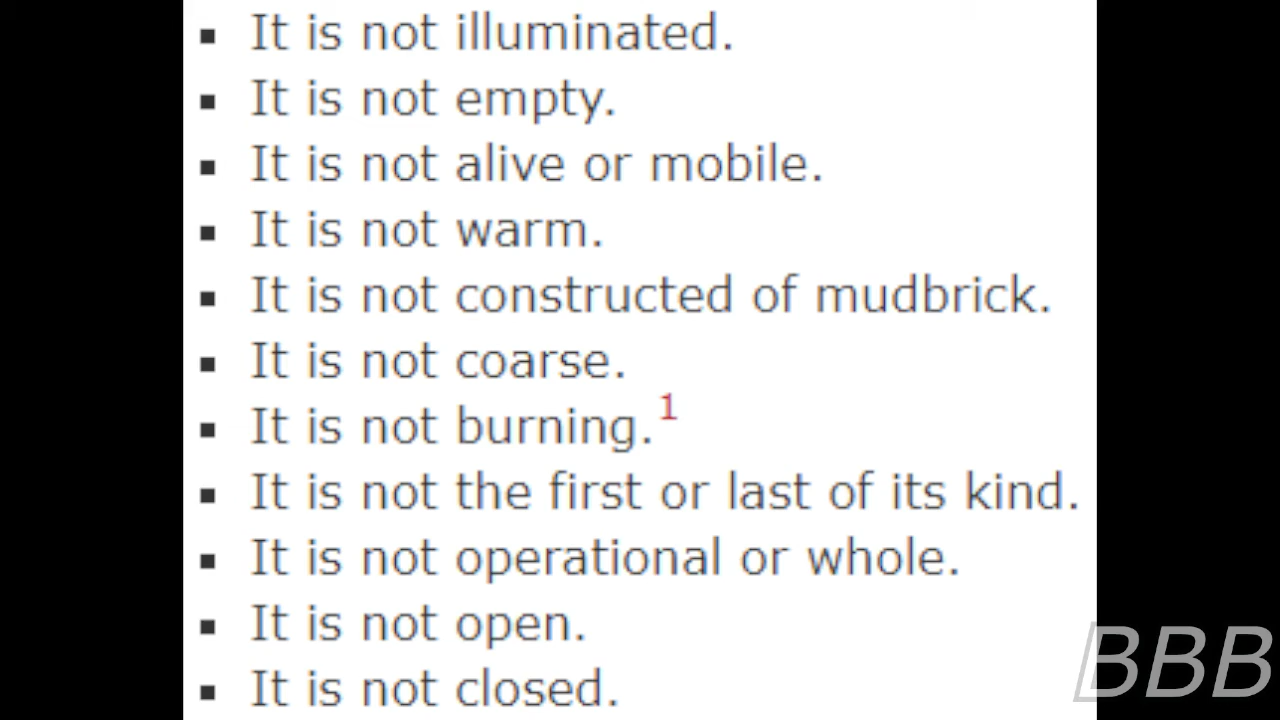 It is not illuminated.
It is not empty.
It is not alive or mobile.
It is not warm.
It is not constructed of mudbrick.
It is not coarse.
It is not burning.1
It is not the first or last of its kind.
It is not operational or whole.
It is not open.
It is not closed.
BBB